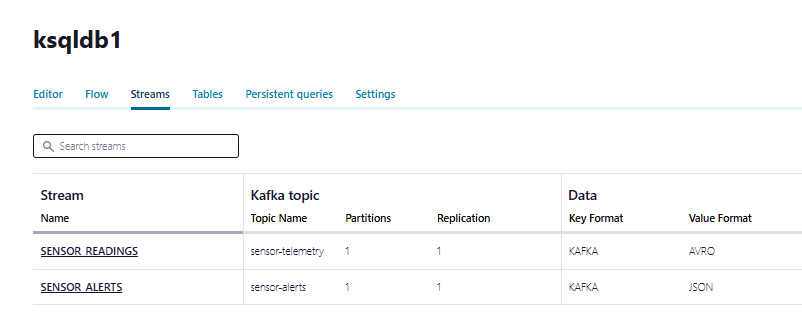 ksqldb1
Editor Flow Streams Tables Persistent queries Settings
Search streams
Stream Kafka topic Data
Name Topic Name Partitions Replication Key Format Value Format
SENSOR_READINGS sensor-telemetry 1 1 KAFKA AVRO
SENSOR_ALERTS sensor-alerts 1 1 KAFKA JSON